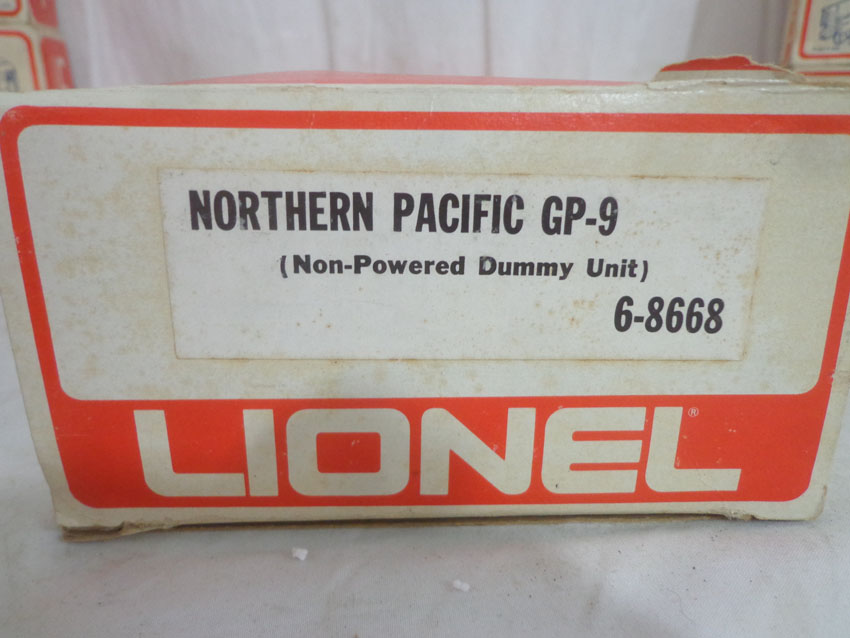 NORTHERN PACIFIC GP-9
(Non-Powered Dummy Unit)
6-8668
LIONEL®